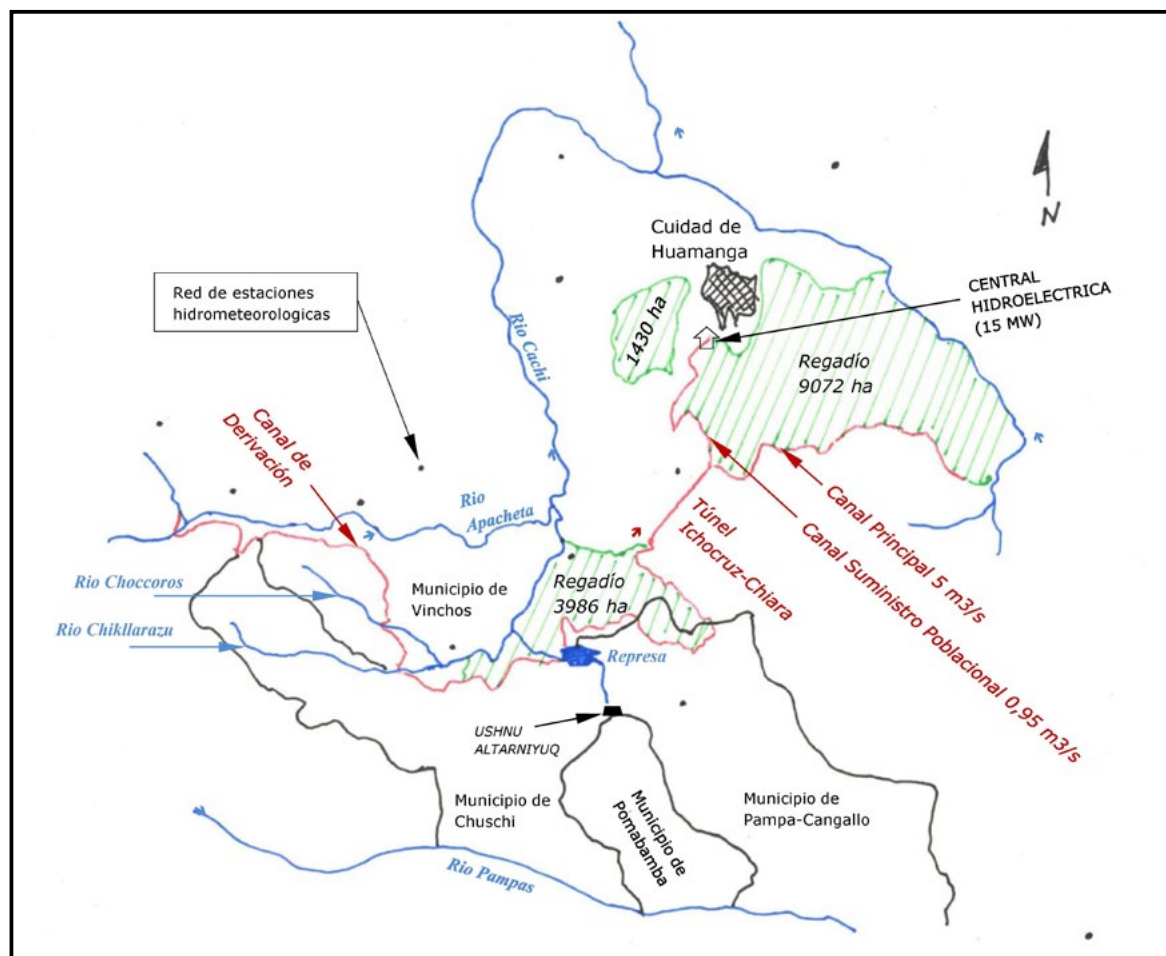 Cuidad de
Huamanga
N
CENTRAL
HIDROELECTRICA
(15 MW)
Red de estaciones
hidrometeorologicas
1430 ha
Regadío
9072 ha
Rio Cachi
Canal de
Derivación
Rio
Apacheta
Canal Principal 5 m3/s
Canal Suministro Poblacional 0,95 m3/s
Túnel
Ichocruz-Chiara
Rio Choccoros
Municipio de
Vinchos
Regadío
3986 ha
Rio Chikllarazu
Represa
USHNU
ALTARNIYUQ
Municipio de
Chuschi
Municipio de
Pomabamba
Municipio de
Pampa-Cangallo
Rio Pampas